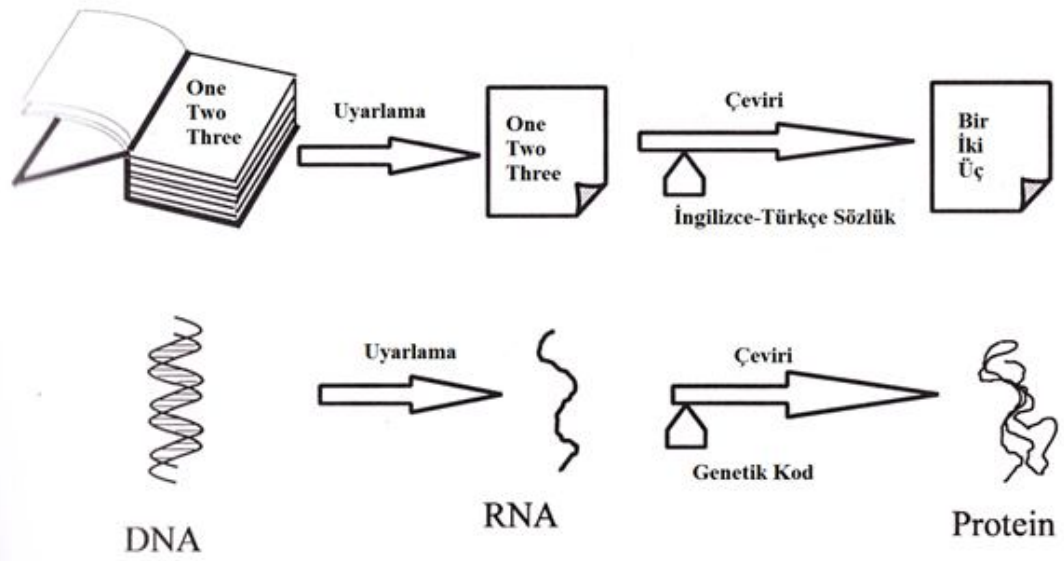 One
Two
Three
Uyarlama
One
Two
Three
Çeviri
İngilizce-Türkçe Sözlük
Bir
İki
Üç
Uyarlama
Çeviri
Genetik Kod
DNA
RNA
Protein